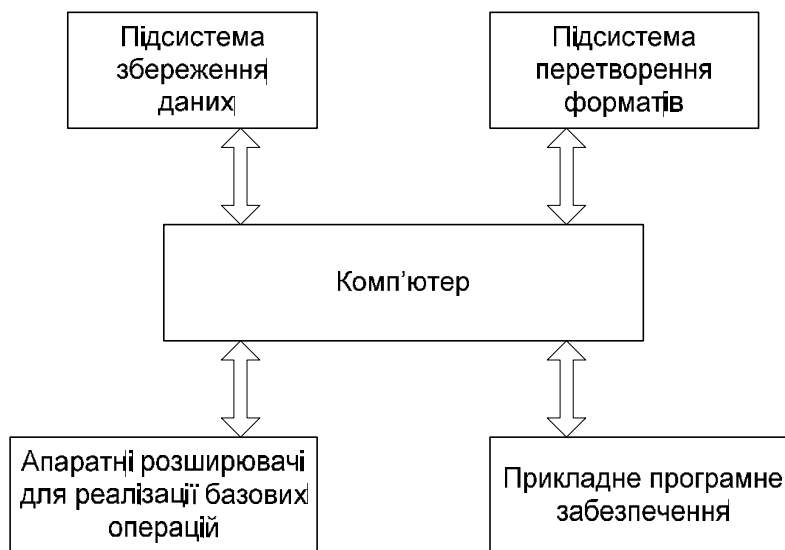 Підсистема
збереження
даних
Підсистема
перетворення
форматів
Комп’ютер
Апаратні розширювачі
для реалізації базових
операцій
Прикладне програмне
забезпечення